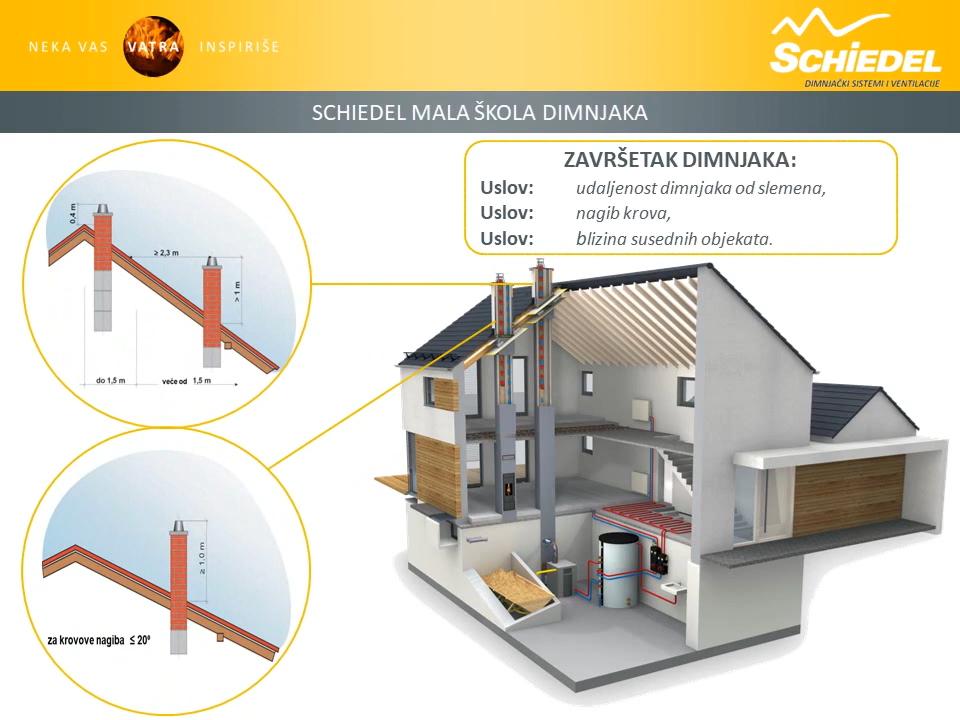 NEKA VAS VATRA INSPIRIŠE
SCHIEDEL
DIMNJAČKI SISTEMI I VENTILACIJE
SCHIEDEL MALA ŠKOLA DIMNJAKA
ZAVRŠETAK DIMNJAKA:
Uslov: udaljenost dimnjaka od slemena,
Uslov: nagib krova,
Uslov: blizina susednih objekata.
0,4 m
≥ 2,3 m
> 1 m
do 1,5 m
veće od 1,5 m
≥ 1,0 m
za krovove nagiba ≤ 20⁰